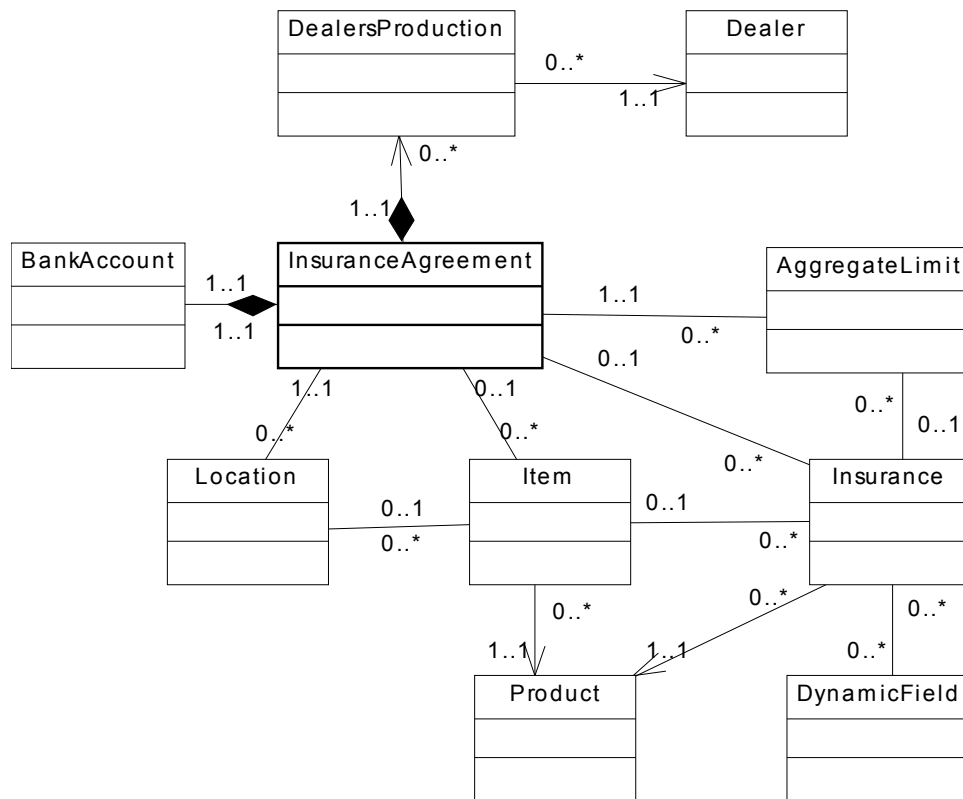 DealersProduction
Dealer
0..*
1..1
0..*
1..1
BankAccount
InsuranceAgreement
AggregateLimit
1..1
1..1
1..1
0..*
0..1
1..1
0..1
0..*
0..1
0..*
0..*
0..*
Location
Item
Insurance
0..1
0..*
0..1
0..*
0..*
0..*
0..*
1..1
1..1
0..*
Product
DynamicField